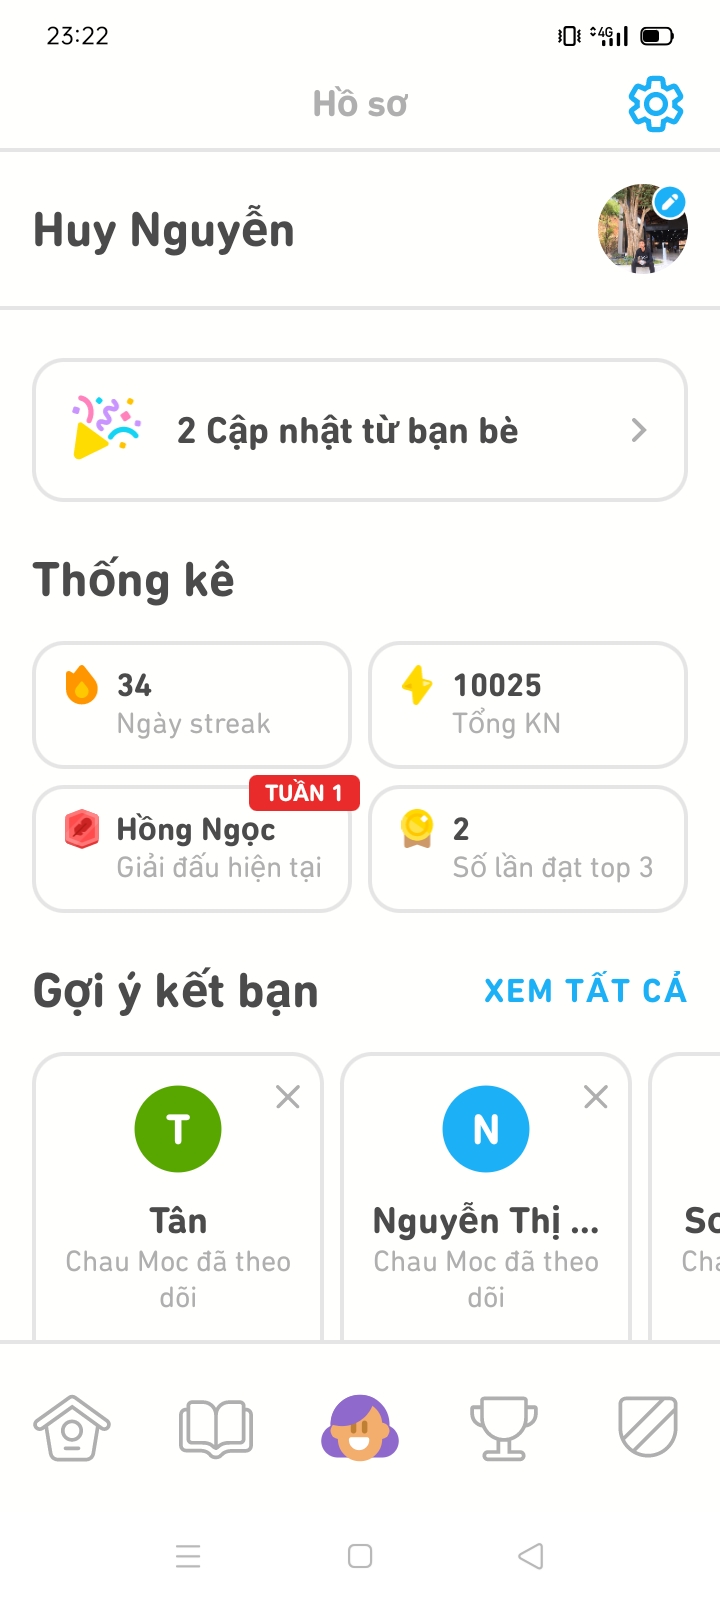 23:22
4G
Hồ sơ
Huy Nguyễn
2 Cập nhật từ bạn bè
Thống kê
34
Ngày streak
10025
Tổng KN
TUẦN 1
Hồng Ngọc
Giải đấu hiện tại
2
Số lần đạt top 3
Gợi ý kết bạn
XEM TẤT CẢ
T
Tân
Chau Moc đã theo
dõi
N
Nguyễn Thị ...
Chau Moc đã theo
dõi